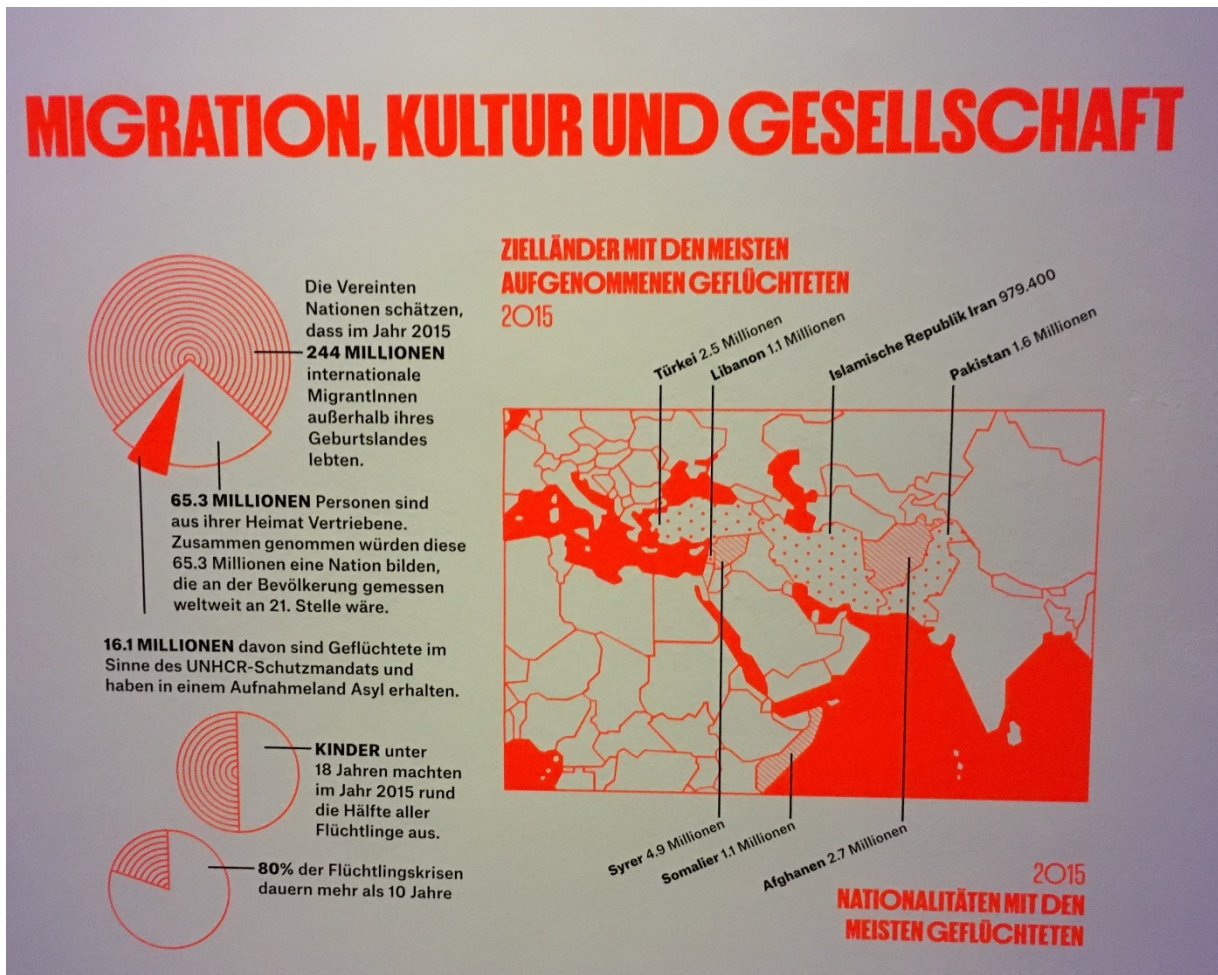 MIGRATION, KULTUR UND GESELLSCHAFT
Die Vereinten
Nationen schätzen,
dass im Jahr 2015
244 MILLIONEN
internationale
MigrantInnen
außerhalb ihres
Geburtslandes
lebten.
65.3 MILLIONEN Personen sind
aus ihrer Heimat Vertriebene.
Zusammen genommen würden diese
65.3 Millionen eine Nation bilden,
die an der Bevölkerung gemessen
weltweit an 21. Stelle wäre.
16.1 MILLIONEN davon sind Geflüchtete im
Sinne des UNHCR-Schutzmandats und
haben in einem Aufnahmeland Asyl erhalten.
KINDER unter
18 Jahren machten
im Jahr 2015 rund
die Hälfte aller
Flüchtlinge aus.
80% der Flüchtlingskrisen
dauern mehr als 10 Jahre
ZIELLÄNDER MIT DEN MEISTEN
AUFGENOMMENEN GEFLÜCHTETEN
2015
Türkei 2.5 Millionen
Libanon 1.1 Millionen
Islamische Republik Iran 979.400
Pakistan 1.6 Millionen
Syrer 4.9 Millionen
Somalier 1.1 Millionen
Afghanen 2.7 Millionen
2015
NATIONALITÄTEN MIT DEN
MEISTEN GEFLÜCHTETEN